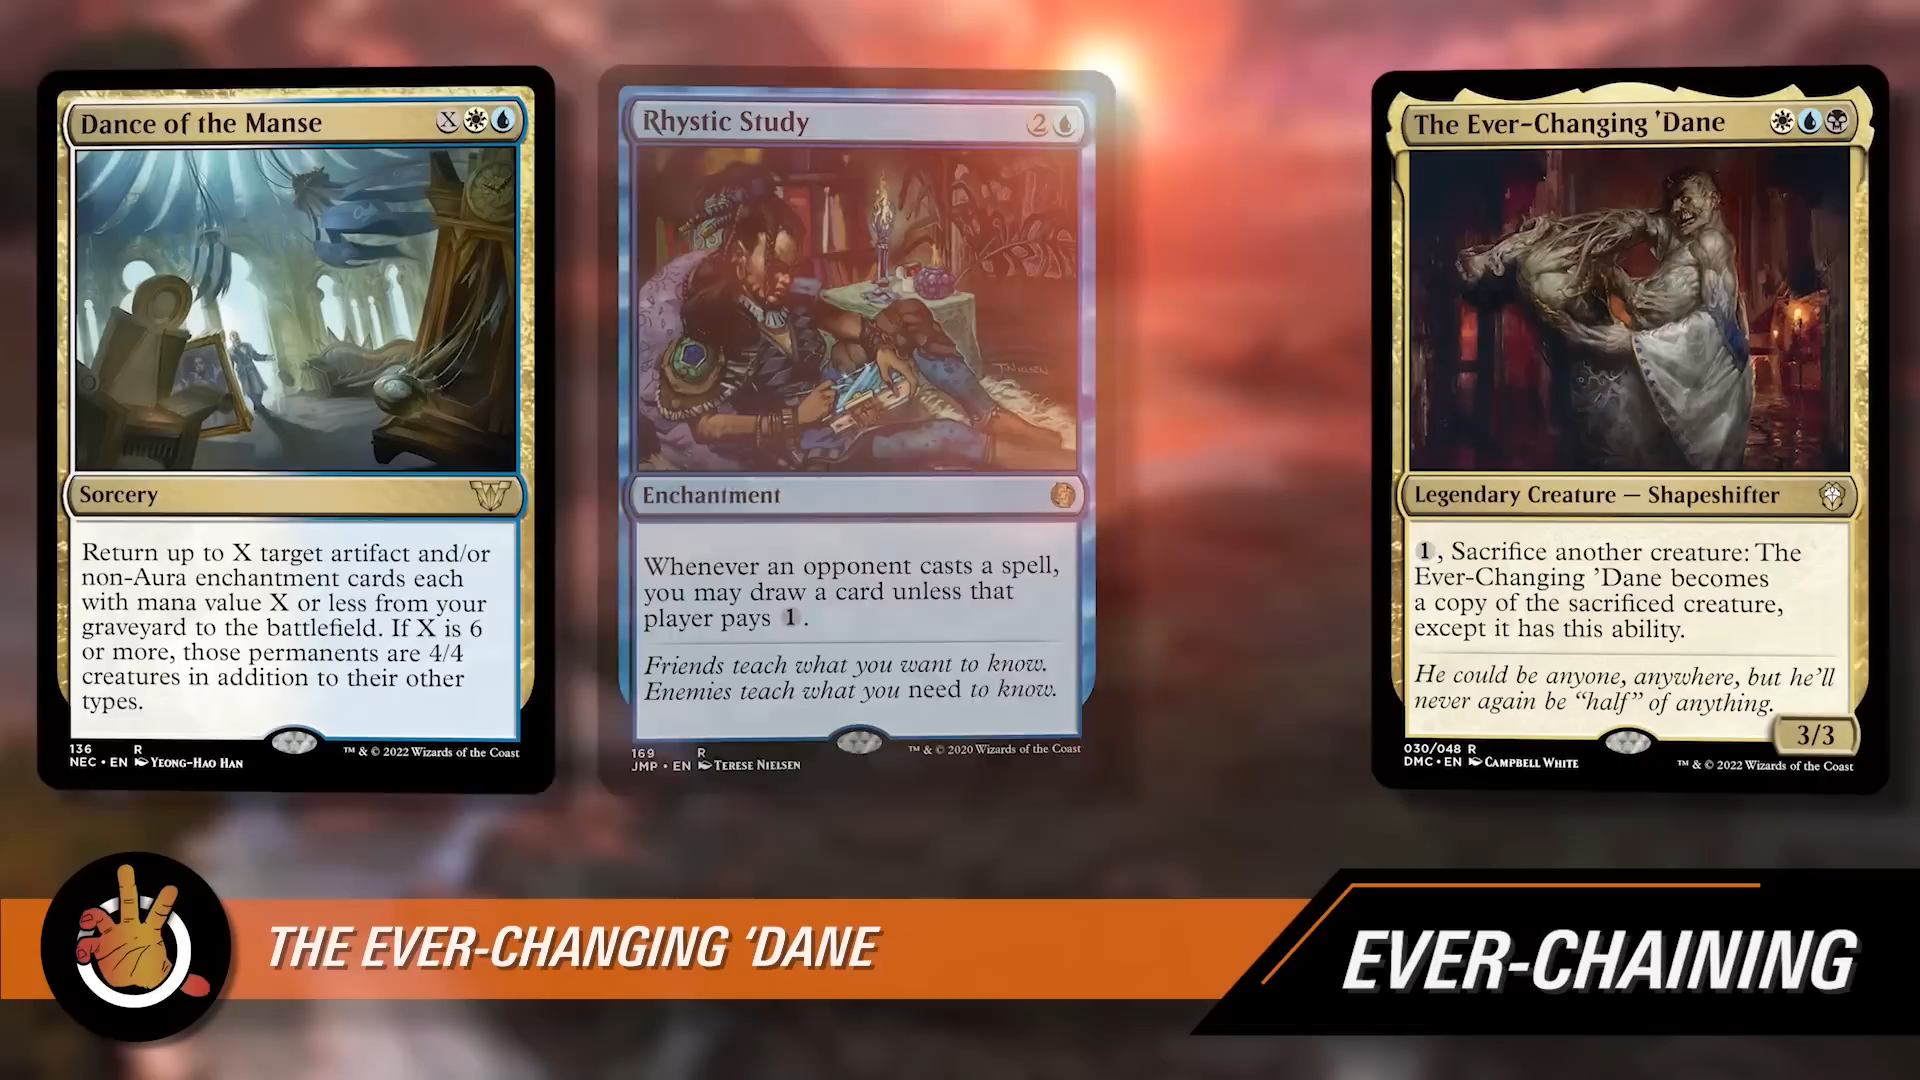 Dance of the Manse
X
Sorcery
Return up to X target artifact and/or
non-Aura enchantment cards each
with mana value X or less from your
graveyard to the battlefield. If X is 6
or more, those permanents are 4/4
creatures in addition to their other
types.
136 R
NEC • EN Yeong-Hao Han
™ & © 2022 Wizards of the Coast
Rhystic Study
2
Enchantment
Whenever an opponent casts a spell,
you may draw a card unless that
player pays 1.
Friends teach what you want to know.
Enemies teach what you need to know.
169 R
JMP • EN Terese Nielsen
™ & © 2020 Wizards of the Coast
The Ever-Changing ’Dane
Legendary Creature — Shapeshifter
1, Sacrifice another creature: The
Ever-Changing ’Dane becomes
a copy of the sacrificed creature,
except it has this ability.
He could be anyone, anywhere, but he’ll
never again be “half” of anything.
3/3
030/048 R
DMC • EN Campbell White
™ & © 2022 Wizards of the Coast
THE EVER-CHANGING ‘DANE
EVER-CHAINING